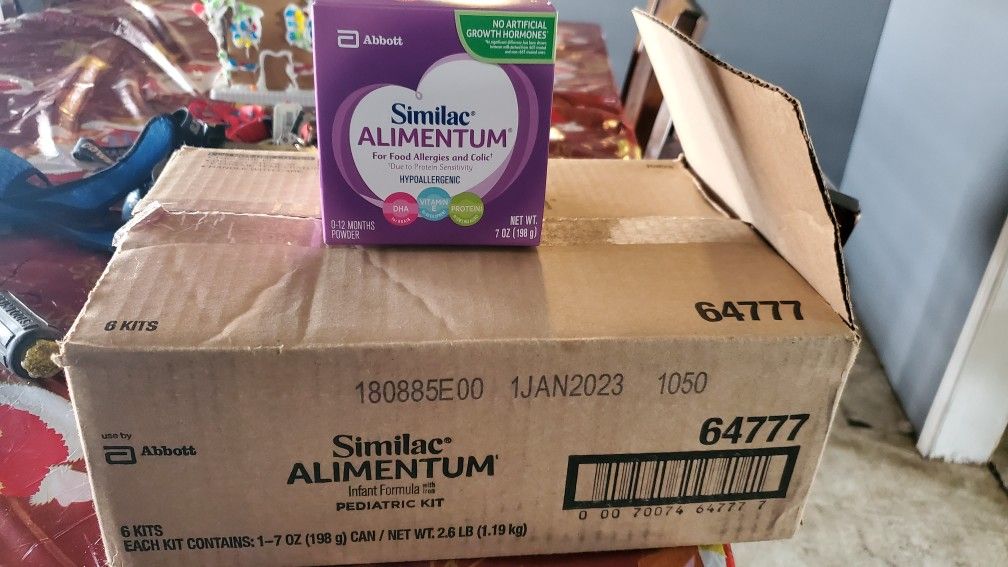 Abbott
NO ARTIFICIAL
GROWTH HORMONES
Similac®
ALIMENTUM®
For Food Allergies and Colic†
†Due to Protein Sensitivity
HYPOALLERGENIC
DHA
VITAMIN
E
PROTEIN
0-12 MONTHS
POWDER
NET WT.
7 OZ (198 g)
6 KITS
64777
180885E00 1JAN2023 1050
use by
Abbott
64777
Similac®
ALIMENTUM
Infant Formula with Iron
PEDIATRIC KIT
0 00 70074 64777 7
6 KITS
EACH KIT CONTAINS: 1-7 OZ (198 g) CAN / NET WT. 2.6 LB (1.19 kg)